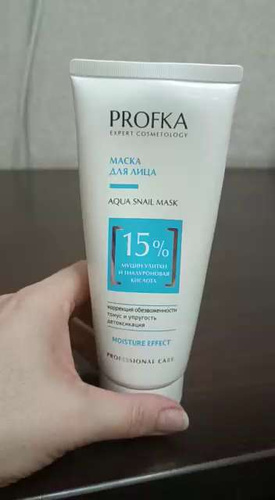 PROFKA
EXPERT COSMETOLOGY
МАСКА
ДЛЯ ЛИЦА
AQUA SNAIL MASK
15%
МУЦИН УЛИТКИ
И ГИАЛУРОНОВАЯ
КИСЛОТА
коррекция обезвоженности
тонус и упругость
детоксикация
MOISTURE EFFECT
PROFESSIONAL CARE